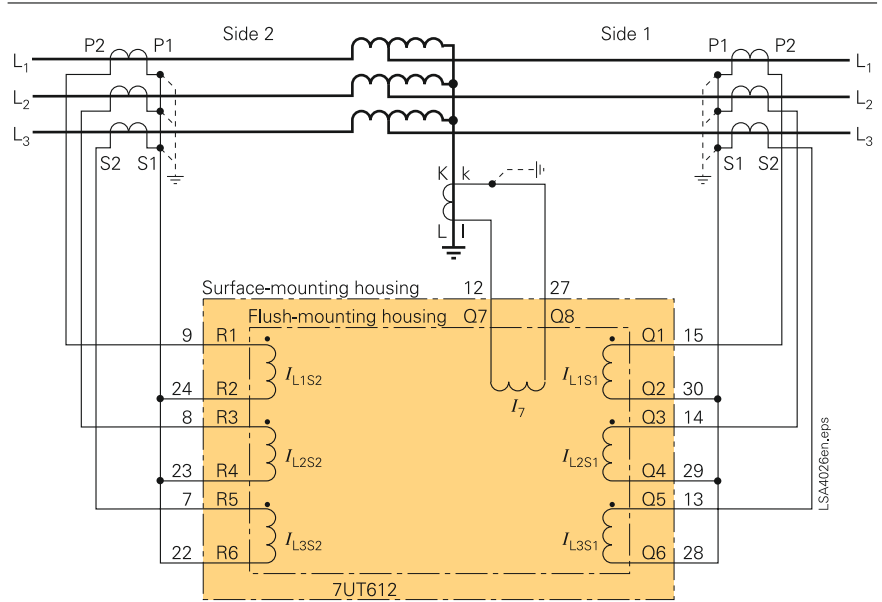 P2 P1 Side 2 Side 1 P1 P2
L1 L1
L2 L2
L3 L3
S2 S1 S1 S2
K k
L l
Surface-mounting housing 12 27
Flush-mounting housing Q7 Q8
9 R1 Q1 15
IL1S2 IL1S1
I7
24 R2 Q2 30
8 R3 Q3 14
IL2S2 IL2S1
23 R4 Q4 29
7 R5 Q5 13
IL3S2 IL3S1
22 R6 Q6 28
7UT612
LSA4026en.eps